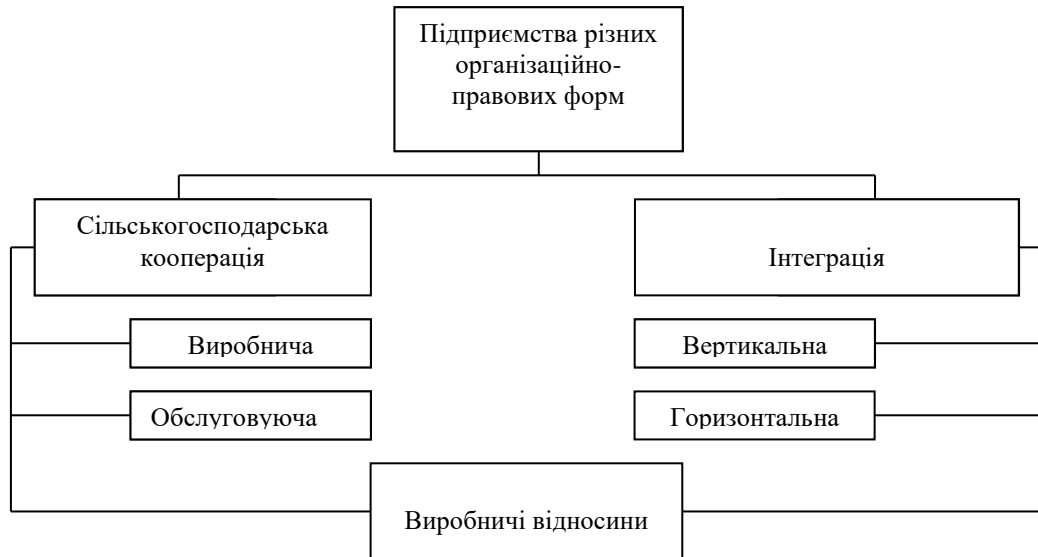 Підприємства різних
організаційно-
правових форм
Сільськогосподарська
кооперація
Інтеграція
Виробнича
Вертикальна
Обслуговуюча
Горизонтальна
Виробничі відносини